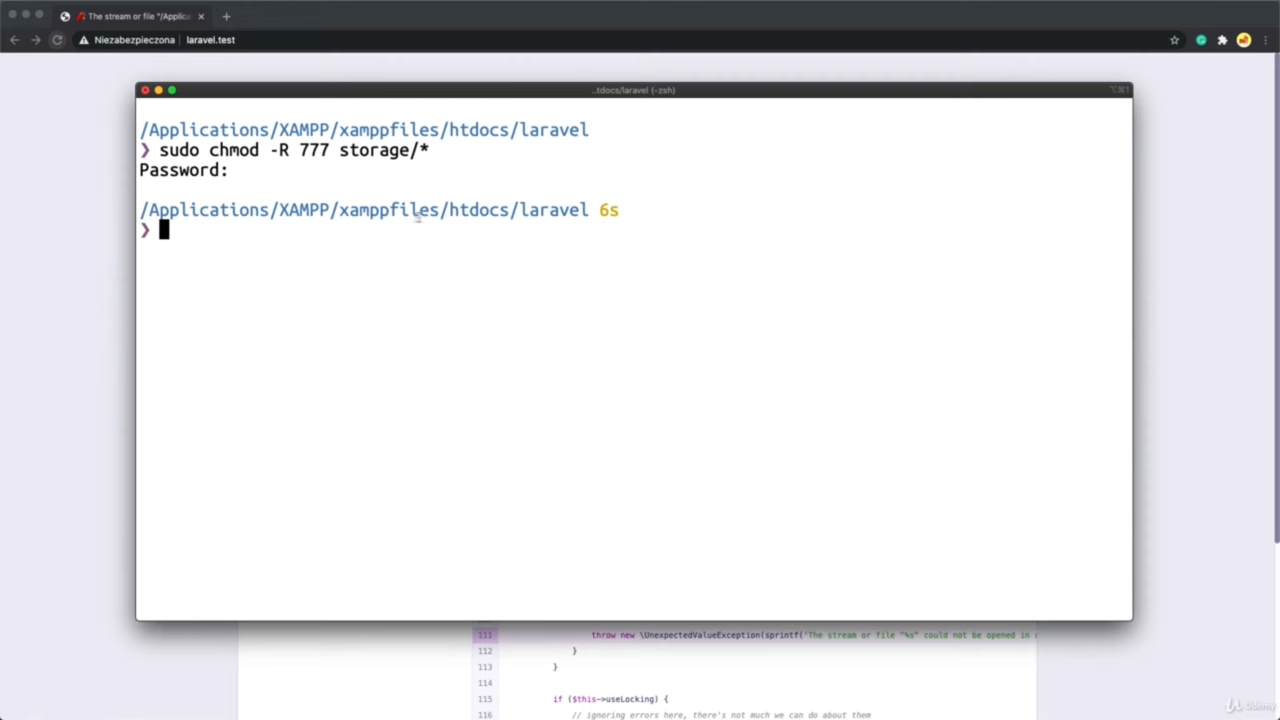 The stream or file "/Applica
Niezabezpieczona laravel.test
..tdocs/laravel (-zsh)
⌥⌘1
/Applications/XAMPP/xamppfiles/htdocs/laravel
❯ sudo chmod -R 777 storage/*
Password:
/Applications/XAMPP/xamppfiles/htdocs/laravel 6s
❯
111 throw new \UnexpectedValueException(sprintf('The stream or file "%s" could not be opened in
112 }
113 }
114
115 if ($this->useLocking) {
116 // ignoring errors here, there's not much we can do about them
Udemy